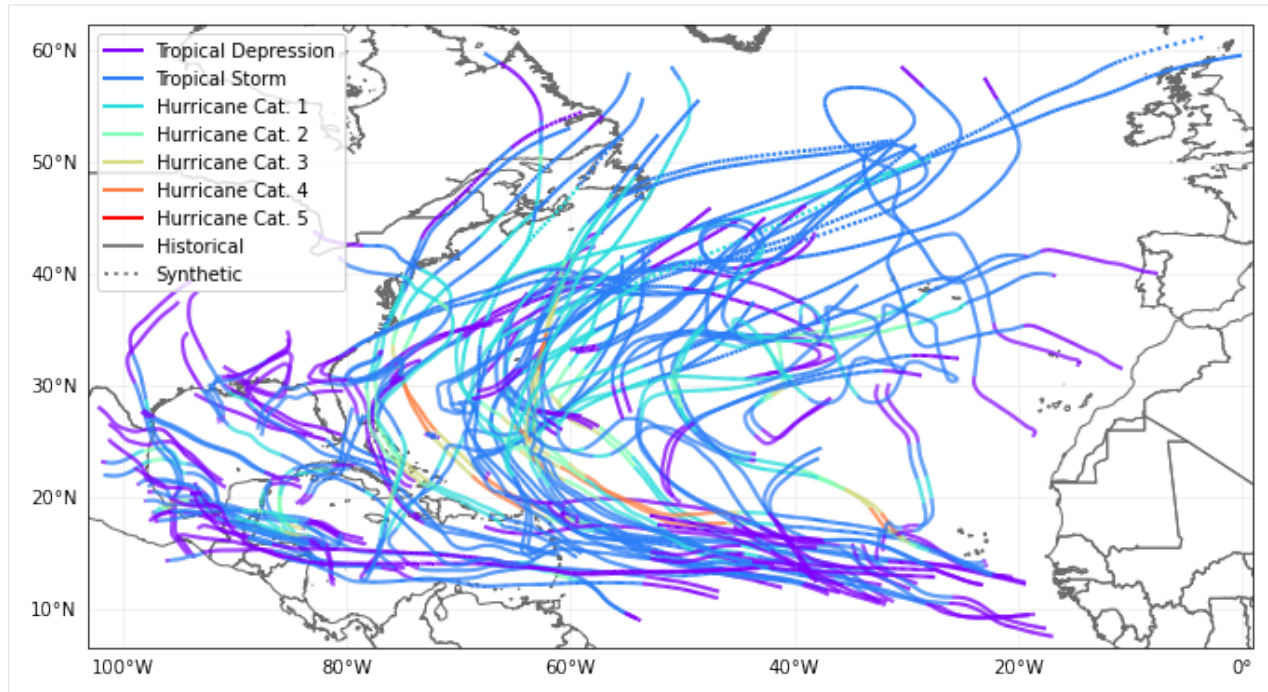 Tropical Depression
Tropical Storm
Hurricane Cat. 1
Hurricane Cat. 2
Hurricane Cat. 3
Hurricane Cat. 4
Hurricane Cat. 5
Historical
Synthetic
60°N
50°N
40°N
30°N
20°N
10°N
100°W 80°W 60°W 40°W 20°W 0°